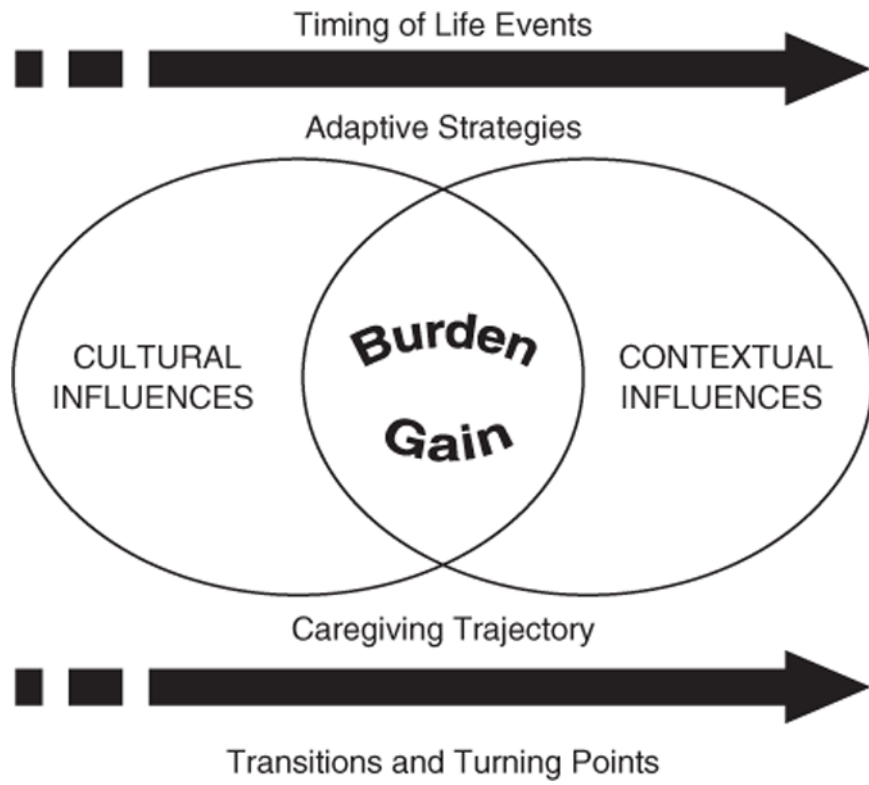 Timing of Life Events
Adaptive Strategies
CULTURAL
INFLUENCES
Burden
Gain
CONTEXTUAL
INFLUENCES
Caregiving Trajectory
Transitions and Turning Points